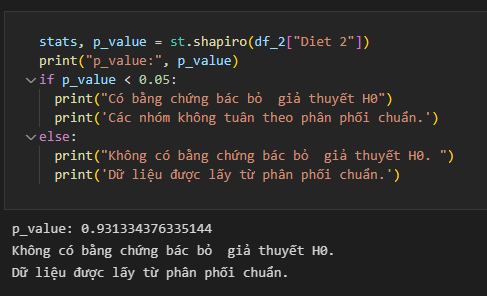 stats, p_value = st.shapiro(df_2["Diet 2"])
print("p_value:", p_value)
if p_value < 0.05:
  print("Có bằng chứng bác bỏ  giả thuyết H0")
  print('Các nhóm không tuân theo phân phối chuẩn.')
else:
  print("Không có bằng chứng bác bỏ  giả thuyết H0. ")
  print('Dữ liệu được lấy từ phân phối chuẩn.')
p_value: 0.931334376335144
Không có bằng chứng bác bỏ  giả thuyết H0.
Dữ liệu được lấy từ phân phối chuẩn.